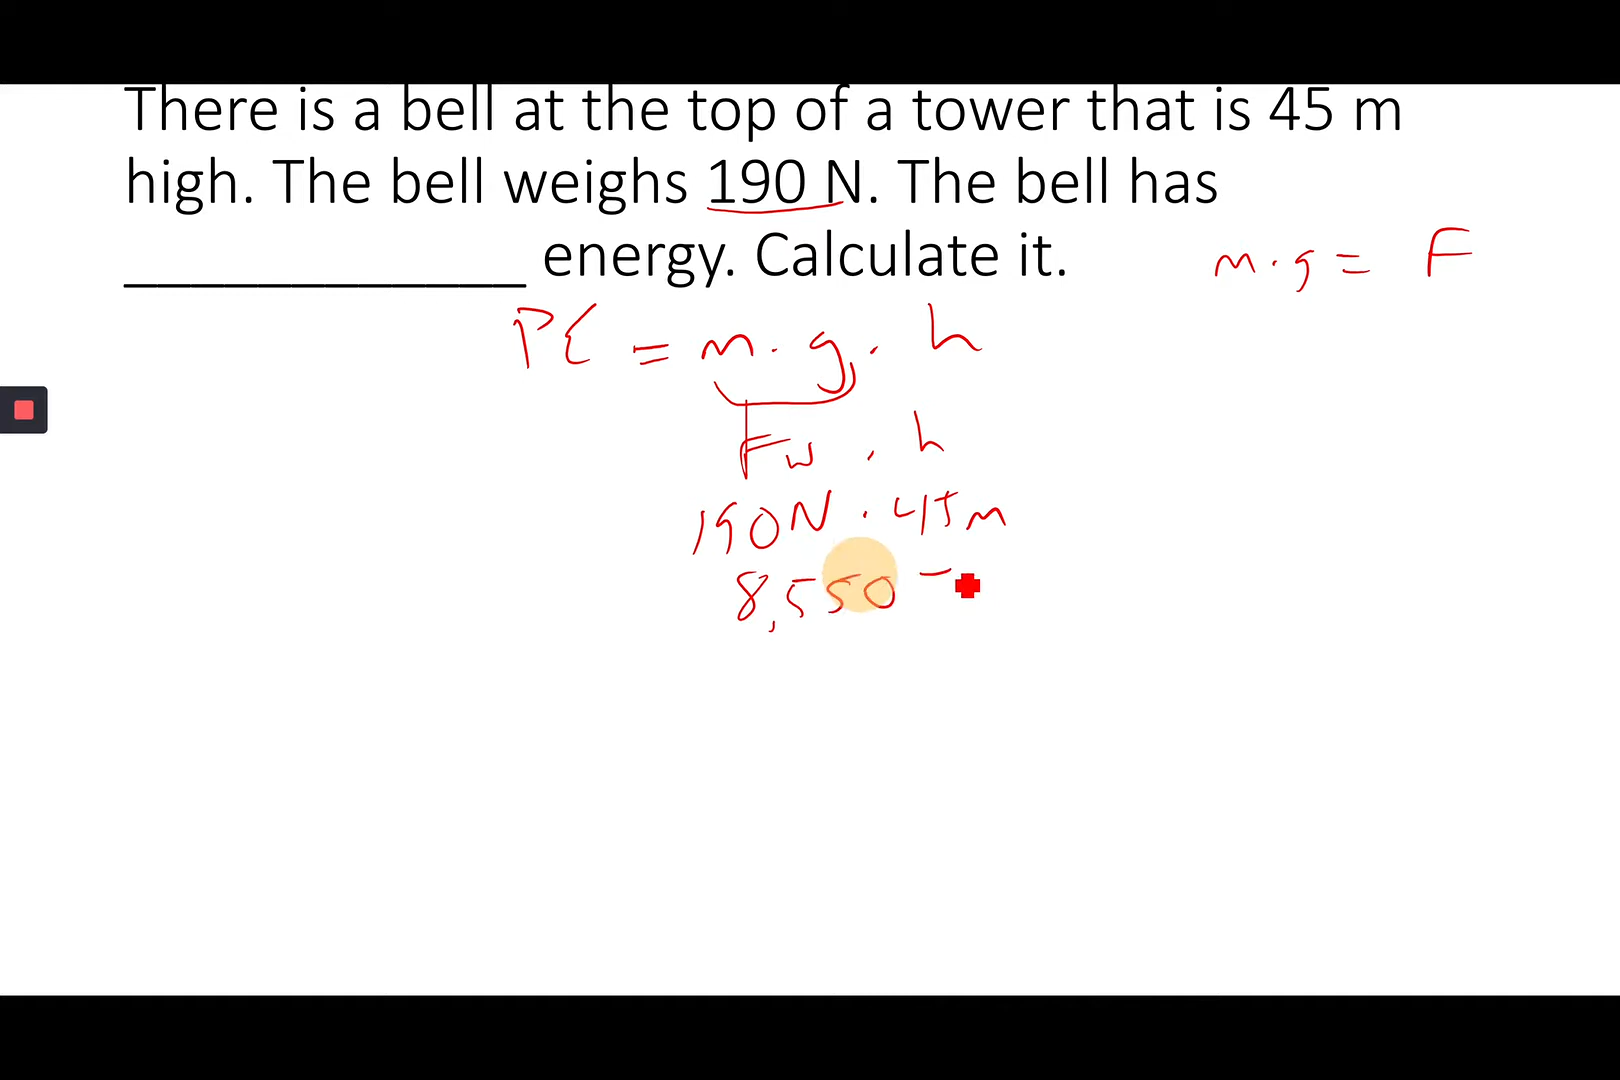 There is a bell at the top of a tower that is 45 m
high. The bell weighs 190 N. The bell has
____________ energy. Calculate it.
m·g = F
PE = m·g·h
Fw · h
190N · 45m
8,550